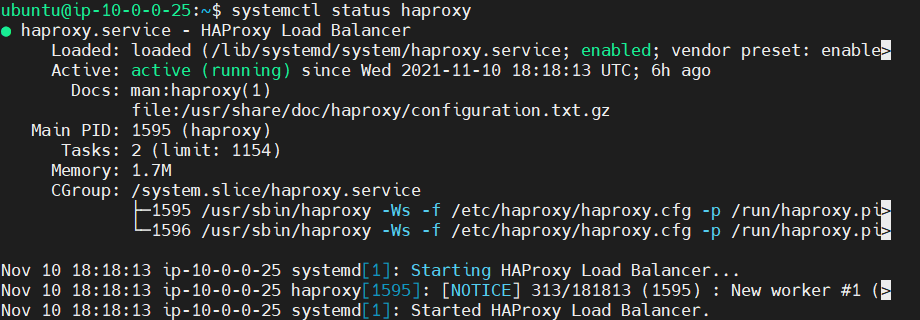 ubuntu@ip-10-0-0-25:~$ systemctl status haproxy
● haproxy.service - HAProxy Load Balancer
Loaded: loaded (/lib/systemd/system/haproxy.service; enabled; vendor preset: enable>
Active: active (running) since Wed 2021-11-10 18:18:13 UTC; 6h ago
Docs: man:haproxy(1)
file:/usr/share/doc/haproxy/configuration.txt.gz
Main PID: 1595 (haproxy)
Tasks: 2 (limit: 1154)
Memory: 1.7M
CGroup: /system.slice/haproxy.service
├─1595 /usr/sbin/haproxy -Ws -f /etc/haproxy/haproxy.cfg -p /run/haproxy.pi>
└─1596 /usr/sbin/haproxy -Ws -f /etc/haproxy/haproxy.cfg -p /run/haproxy.pi>
Nov 10 18:18:13 ip-10-0-0-25 systemd[1]: Starting HAProxy Load Balancer...
Nov 10 18:18:13 ip-10-0-0-25 haproxy[1595]: [NOTICE] 313/181813 (1595) : New worker #1 (>
Nov 10 18:18:13 ip-10-0-0-25 systemd[1]: Started HAProxy Load Balancer.